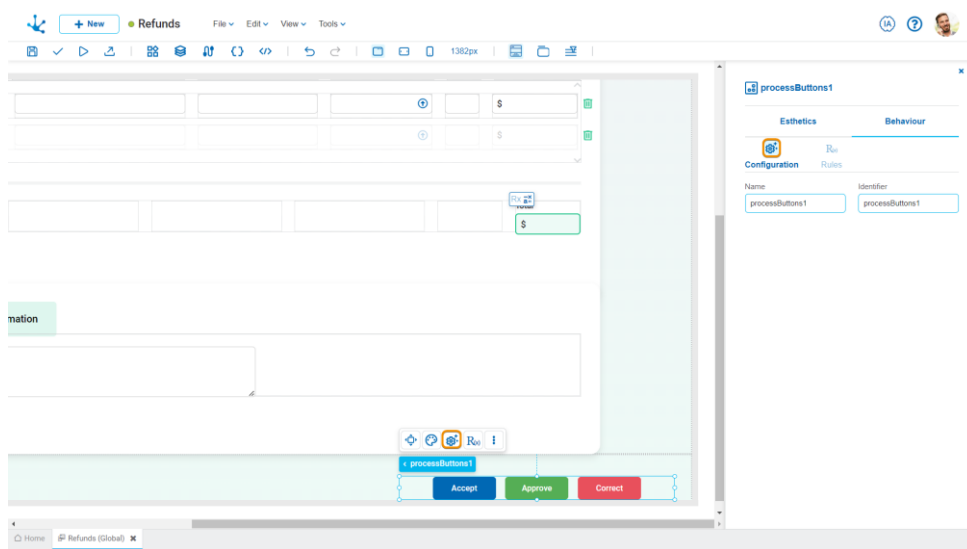 + New
Refunds
File
Edit
View
Tools
IA
?
1382px
processButtons1
Esthetics
Behaviour
R(x)
Configuration
Rules
Name
Identifier
processButtons1
processButtons1
$
$
Rx
Total
$
mation
R(x)
‹ processButtons1
Accept
Approve
Correct
Home
Refunds (Global)